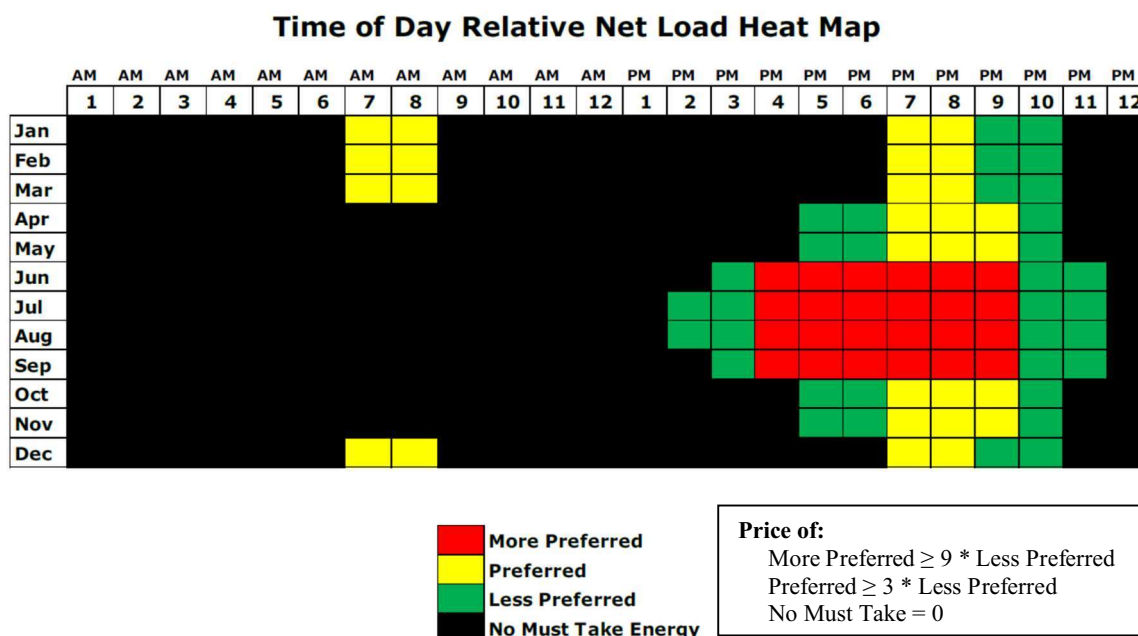 Time of Day Relative Net Load Heat Map
AM AM AM AM AM AM AM AM AM AM AM AM PM PM PM PM PM PM PM PM PM PM PM PM
1 2 3 4 5 6 7 8 9 10 11 12 1 2 3 4 5 6 7 8 9 10 11 12
Jan
Feb
Mar
Apr
May
Jun
Jul
Aug
Sep
Oct
Nov
Dec
More Preferred
Preferred
Less Preferred
No Must Take Energy
Price of:
More Preferred ≥ 9 * Less Preferred
Preferred ≥ 3 * Less Preferred
No Must Take = 0